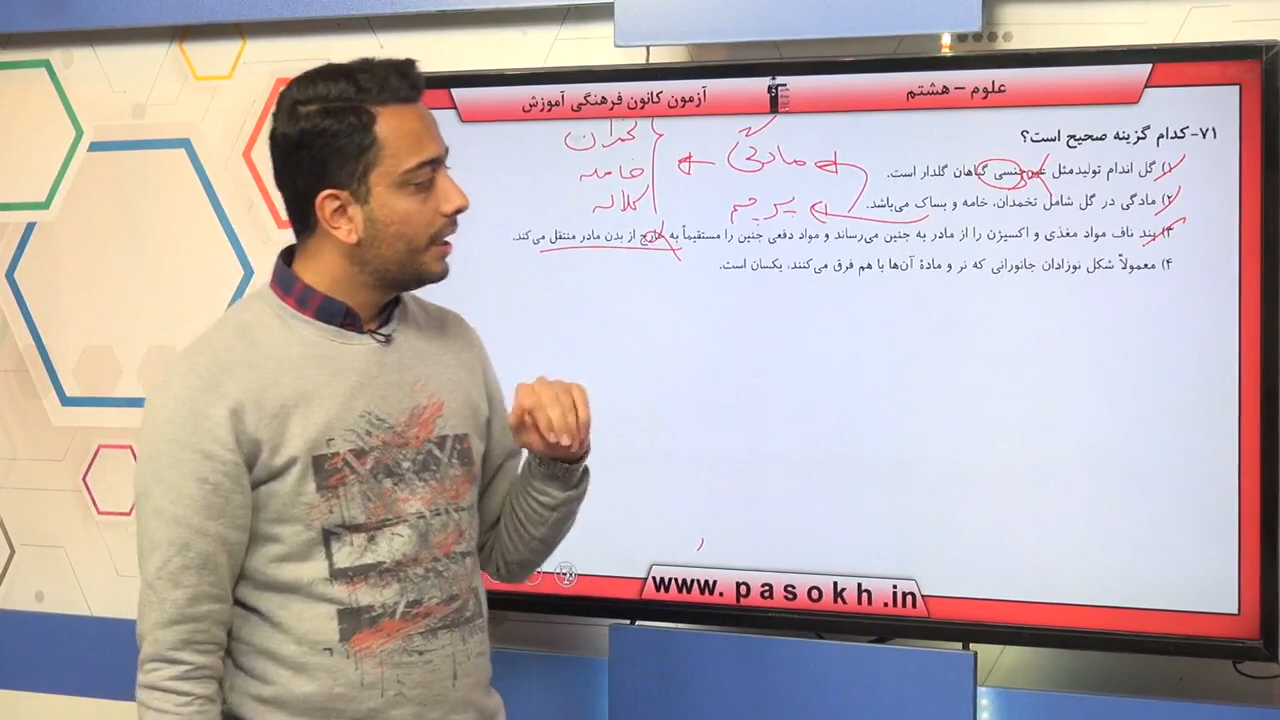 علوم – هشتم
آزمون کانون فرهنگی آموزش
۷۱- کدام گزینه صحیح است؟
۱) گل اندام تولیدمثل غیرجنسی گیاهان گلدار است.
۲) مادگی در گل شامل تخمدان، خامه و بساک می‌باشد.
۳) بند ناف مواد مغذی و اکسیژن را از مادر به جنین می‌رساند و مواد دفعی جنین را مستقیماً به خارج از بدن مادر منتقل می‌کند.
۴) معمولاً شکل نوزادان جانورانی که نر و مادهٔ آن‌ها با هم فرق می‌کنند، یکسان است.
مادگی
پرچم
تخمدان
خامه
کلاله
www.pasokh.in